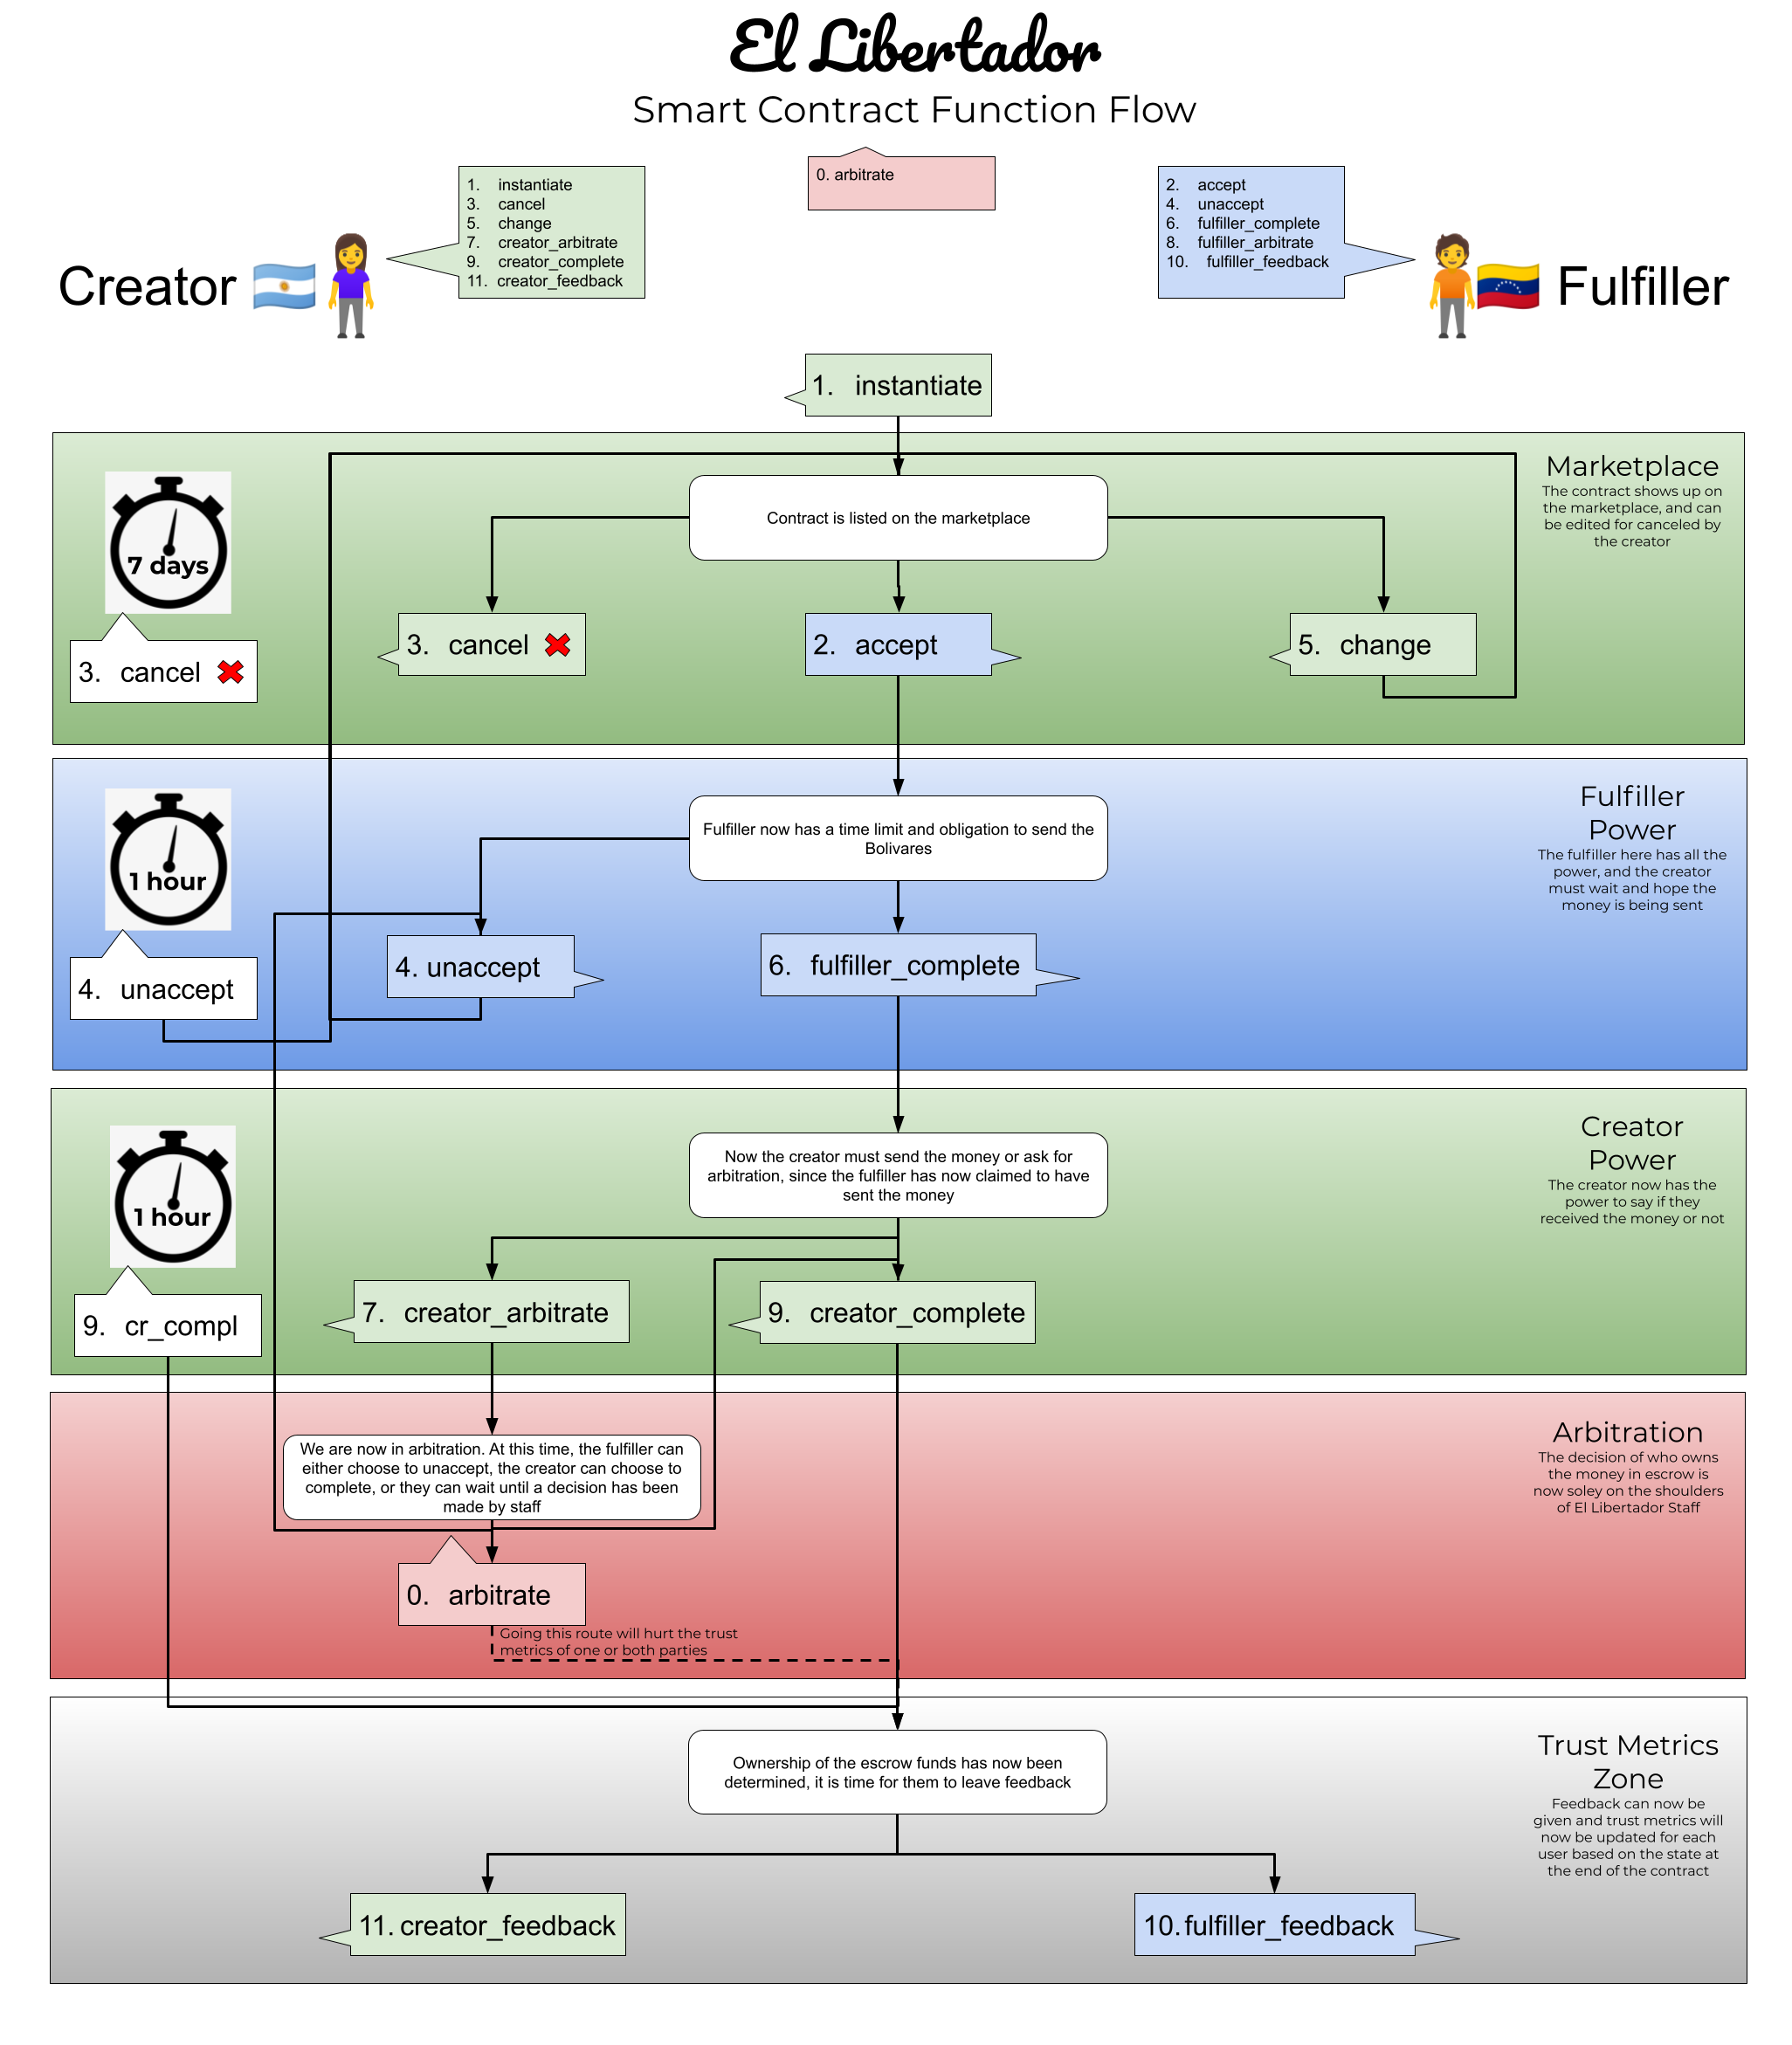 El Libertador
Smart Contract Function Flow
0. arbitrate
1. instantiate
3. cancel
5. change
7. creator_arbitrate
9. creator_complete
11. creator_feedback
2. accept
4. unaccept
6. fulfiller_complete
8. fulfiller_arbitrate
10. fulfiller_feedback
Creator
Fulfiller
1. instantiate
Marketplace
The contract shows up on
the marketplace, and can
be edited for canceled by
the creator
7 days
3. cancel
Contract is listed on the marketplace
3. cancel
2. accept
5. change
Fulfiller
Power
The fulfiller here has all the
power, and the creator
must wait and hope the
money is being sent
1 hour
4. unaccept
Fulfiller now has a time limit and obligation to send the
Bolivares
4. unaccept
6. fulfiller_complete
Creator
Power
The creator now has the
power to say if they
received the money or not
1 hour
9. cr_compl
Now the creator must send the money or ask for
arbitration, since the fulfiller has now claimed to have
sent the money
7. creator_arbitrate
9. creator_complete
Arbitration
The decision of who owns
the money in escrow is
now soley on the shoulders
of El Libertador Staff
We are now in arbitration. At this time, the fulfiller can
either choose to unaccept, the creator can choose to
complete, or they can wait until a decision has been
made by staff
0. arbitrate
Going this route will hurt the trust
metrics of one or both parties
Trust Metrics
Zone
Feedback can now be
given and trust metrics will
now be updated for each
user based on the state at
the end of the contract
Ownership of the escrow funds has now been
determined, it is time for them to leave feedback
11. creator_feedback
10. fulfiller_feedback